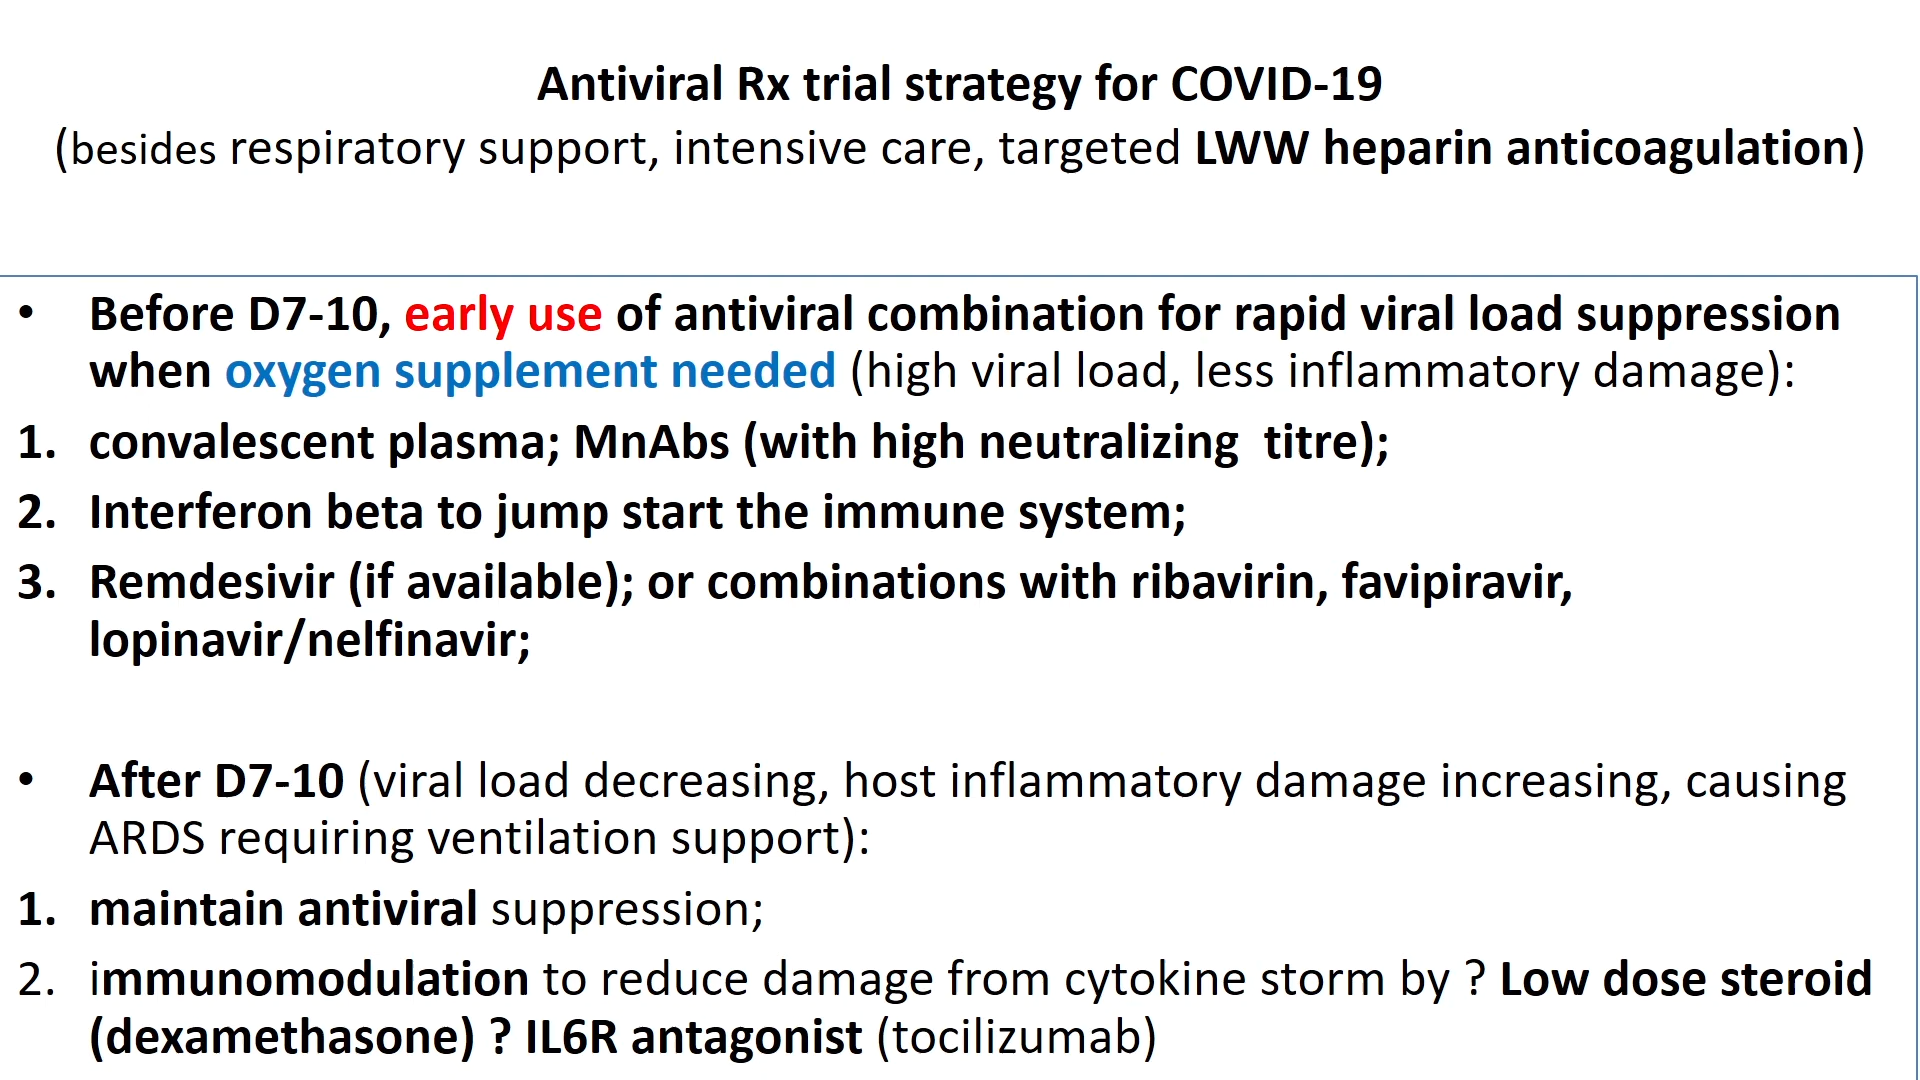 Antiviral Rx trial strategy for COVID-19
(besides respiratory support, intensive care, targeted LWW heparin anticoagulation)
• Before D7-10, early use of antiviral combination for rapid viral load suppression
when oxygen supplement needed (high viral load, less inflammatory damage):
1. convalescent plasma; MnAbs (with high neutralizing  titre);
2. Interferon beta to jump start the immune system;
3. Remdesivir (if available); or combinations with ribavirin, favipiravir,
lopinavir/nelfinavir;
• After D7-10 (viral load decreasing, host inflammatory damage increasing, causing
ARDS requiring ventilation support):
1. maintain antiviral suppression;
2. immunomodulation to reduce damage from cytokine storm by ? Low dose steroid
(dexamethasone) ? IL6R antagonist (tocilizumab)